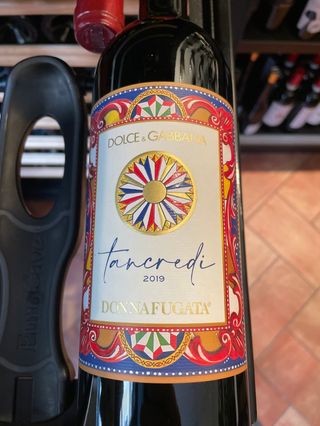 DOLCE & GABBANA
tancredi
2019
DONNAFUGATA®